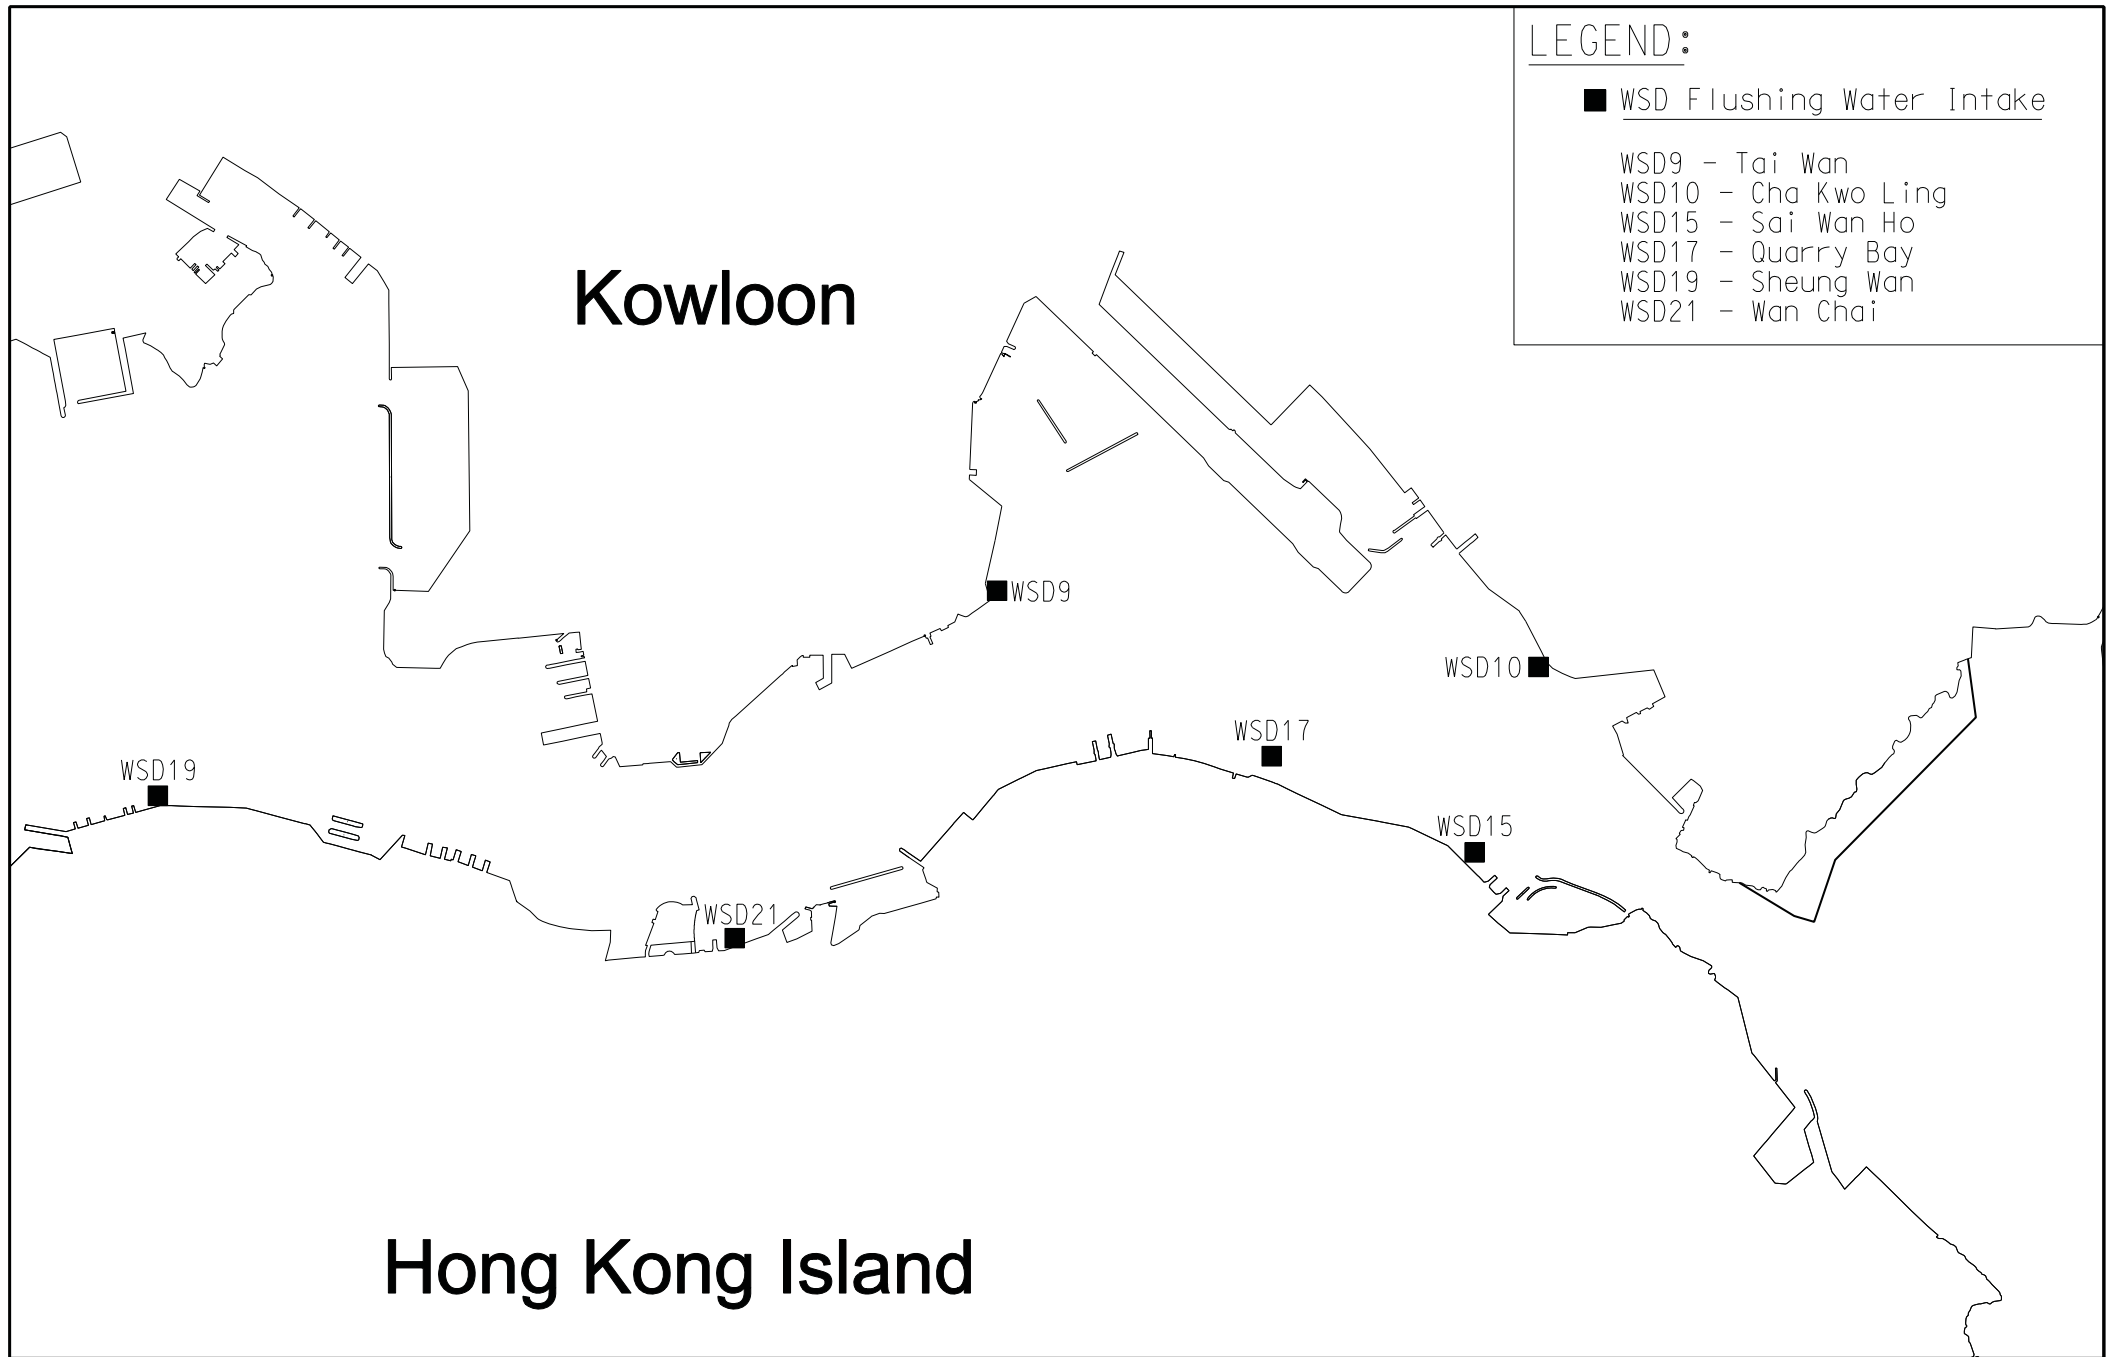 LEGEND:
WSD Flushing Water Intake
WSD9 - Tai Wan
WSD10 - Cha Kwo Ling
WSD15 - Sai Wan Ho
WSD17 - Quarry Bay
WSD19 - Sheung Wan
WSD21 - Wan Chai
Kowloon
WSD9
WSD10
WSD17
WSD19
WSD15
WSD21
Hong Kong Island